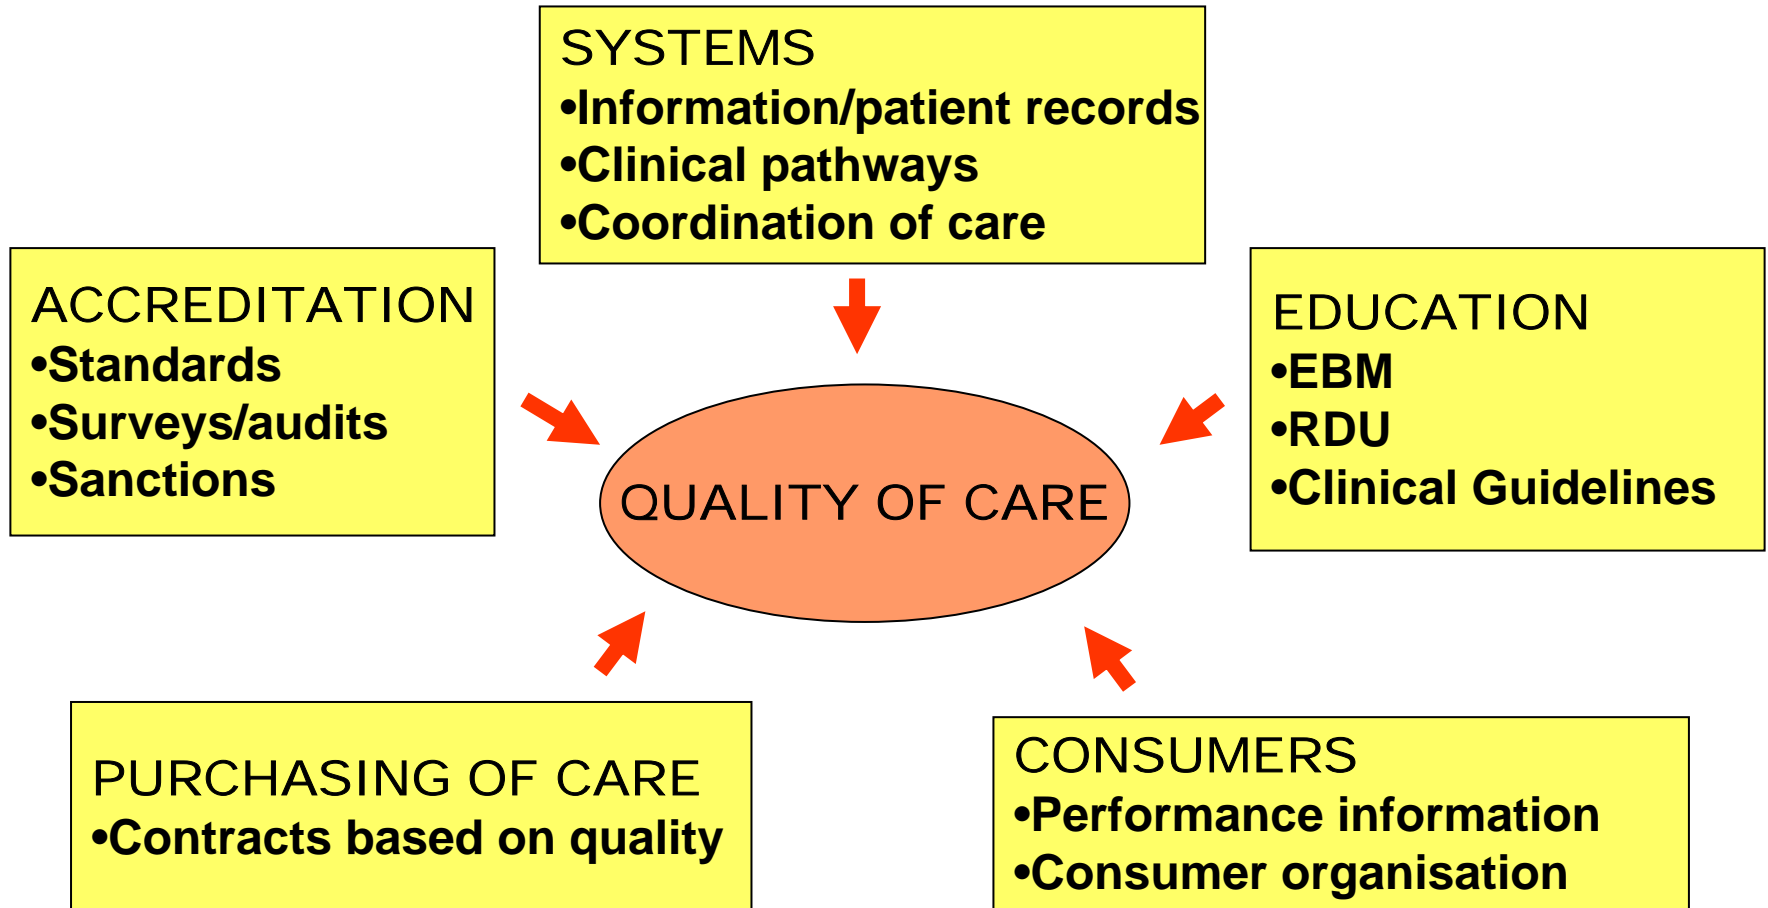 SYSTEMS
•Information/patient records
•Clinical pathways
•Coordination of care
ACCREDITATION
•Standards
•Surveys/audits
•Sanctions
EDUCATION
•EBM
•RDU
•Clinical Guidelines
QUALITY OF CARE
PURCHASING OF CARE
•Contracts based on quality
CONSUMERS
•Performance information
•Consumer organisation